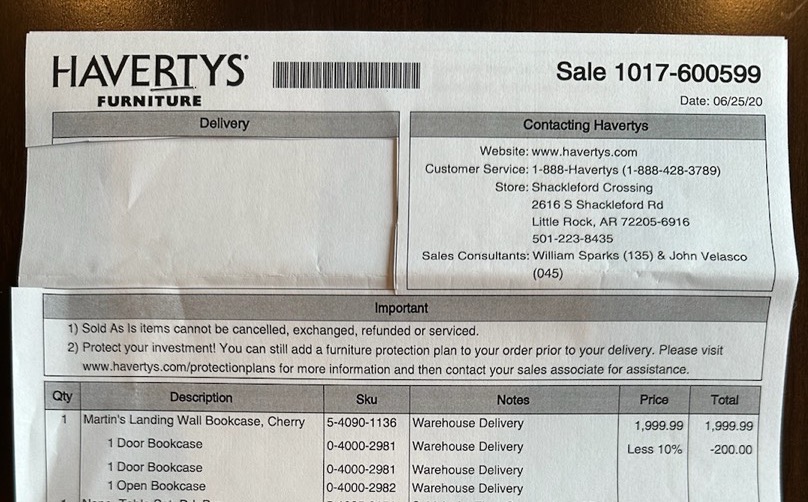 HAVERTYS
FURNITURE
Sale 1017-600599
Date: 06/25/20
Delivery
Contacting Havertys
Website: www.havertys.com
Customer Service: 1-888-Havertys (1-888-428-3789)
Store: Shackleford Crossing
2616 S Shackleford Rd
Little Rock, AR 72205-6916
501-223-8435
Sales Consultants: William Sparks (135) & John Velasco
(045)
Important
1) Sold As Is items cannot be cancelled, exchanged, refunded or serviced.
2) Protect your investment! You can still add a furniture protection plan to your order prior to your delivery. Please visit
www.havertys.com/protectionplans for more information and then contact your sales associate for assistance.
Qty Description Sku Notes Price Total
1 Martin's Landing Wall Bookcase, Cherry 5-4090-1136 Warehouse Delivery 1,999.99 1,999.99
1 Door Bookcase 0-4000-2981 Warehouse Delivery Less 10% -200.00
1 Door Bookcase 0-4000-2981 Warehouse Delivery
1 Open Bookcase 0-4000-2982 Warehouse Delivery